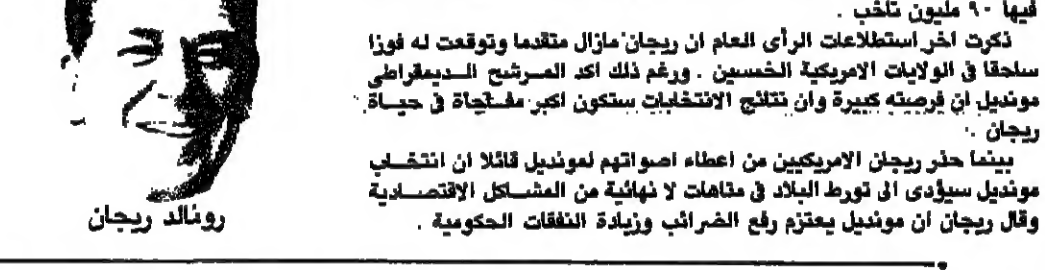 فيها ٩٠ مليون ناخب .
ذكرت اخر استطلاعات الرأى العام ان ريجان مازال متقدما وتوقعت له فوزا
ساحقا فى الولايات الامريكية الخمسين . ورغم ذلك اكد المرشح الديمقراطى
مونديل ان فرصته كبيرة وان نتائج الانتخابات ستكون اكبر مفاجاة فى حياة
ريجان .
بينما حذر ريجان الامريكيين من اعطاء اصواتهم لمونديل قائلا ان انتخاب
مونديل سيؤدى الى تورط البلاد فى متاهات لا نهائية من المشاكل الاقتصادية
وقال ريجان ان مونديل يعتزم رفع الضرائب وزيادة النفقات الحكومية .
رونالد ريجان